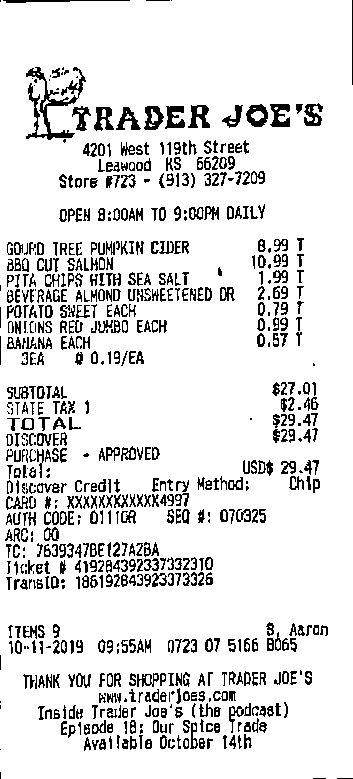 TRADER JOE'S
4201 West 119th Street
Leawood KS 66209
Store #723 - (913) 327-7209
OPEN 8:00AM TO 9:00PM DAILY
GOURD TREE PUMPKIN CIDER 8.99 T
BBQ CUT SALMON 10.99 T
PITA CHIPS WITH SEA SALT 1.99 T
BEVERAGE ALMOND UNSWEETENED OR 2.69 T
POTATO SWEET EACH 0.79 T
ONIONS RED JUMBO EACH 0.99 T
BANANA EACH 0.57 T
3EA @ 0.19/EA
SUBTOTAL $27.01
STATE TAX 1 $2.46
TOTAL $29.47
DISCOVER $29.47
PURCHASE - APPROVED
Total: USD$ 29.47
Discover Credit Entry Method: Chip
CARD #: XXXXXXXXXXXX4997
AUTH CODE: 01110R SEQ #: 070325
ARC: 00
TC: 7639347BE127A2BA
Ticket # 419284392337332310
TransID: 186192843923373326
ITEMS 9 S, Aaron
10-11-2019 09:55AM 0723 07 5166 8065
THANK YOU FOR SHOPPING AT TRADER JOE'S
www.traderjoes.com
Inside Trader Joe's (the podcast)
Episode 18: Our Spice Trade
Available October 14th